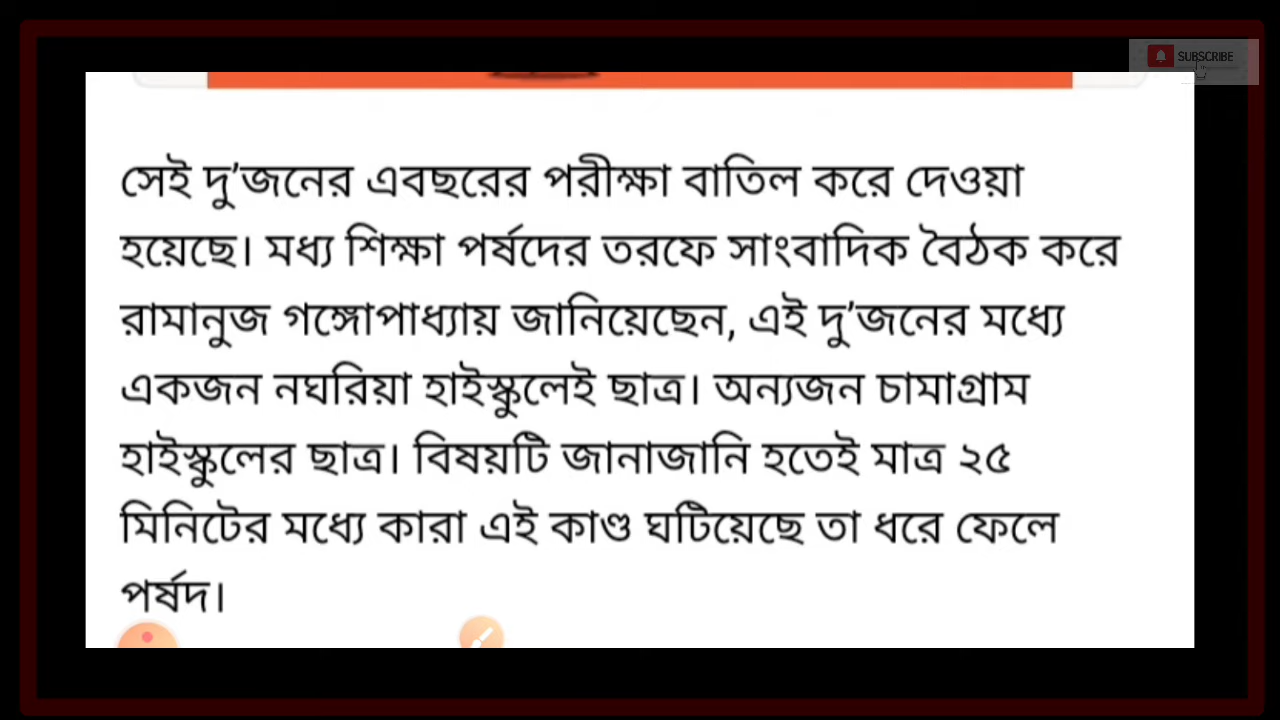 SUBSCRIBE
সেই দু'জনের এবছরের পরীক্ষা বাতিল করে দেওয়া
হয়েছে। মধ্য শিক্ষা পর্ষদের তরফে সাংবাদিক বৈঠক করে
রামানুজ গঙ্গোপাধ্যায় জানিয়েছেন, এই দু'জনের মধ্যে
একজন নঘরিয়া হাইস্কুলেই ছাত্র। অন্যজন চামাগ্রাম
হাইস্কুলের ছাত্র। বিষয়টি জানাজানি হতেই মাত্র ২৫
মিনিটের মধ্যে কারা এই কাণ্ড ঘটিয়েছে তা ধরে ফেলে
পর্ষদ।